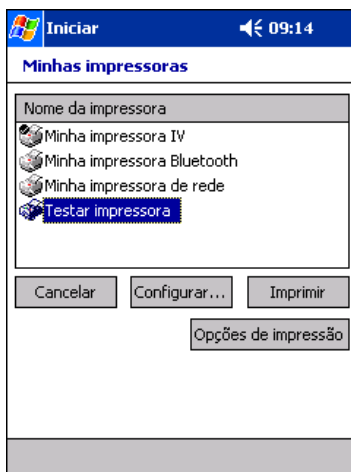 Iniciar 09:14
Minhas impressoras
Nome da impressora
Minha impressora IV
Minha impressora Bluetooth
Minha impressora de rede
Testar impressora
Cancelar Configurar... Imprimir
Opções de impressão